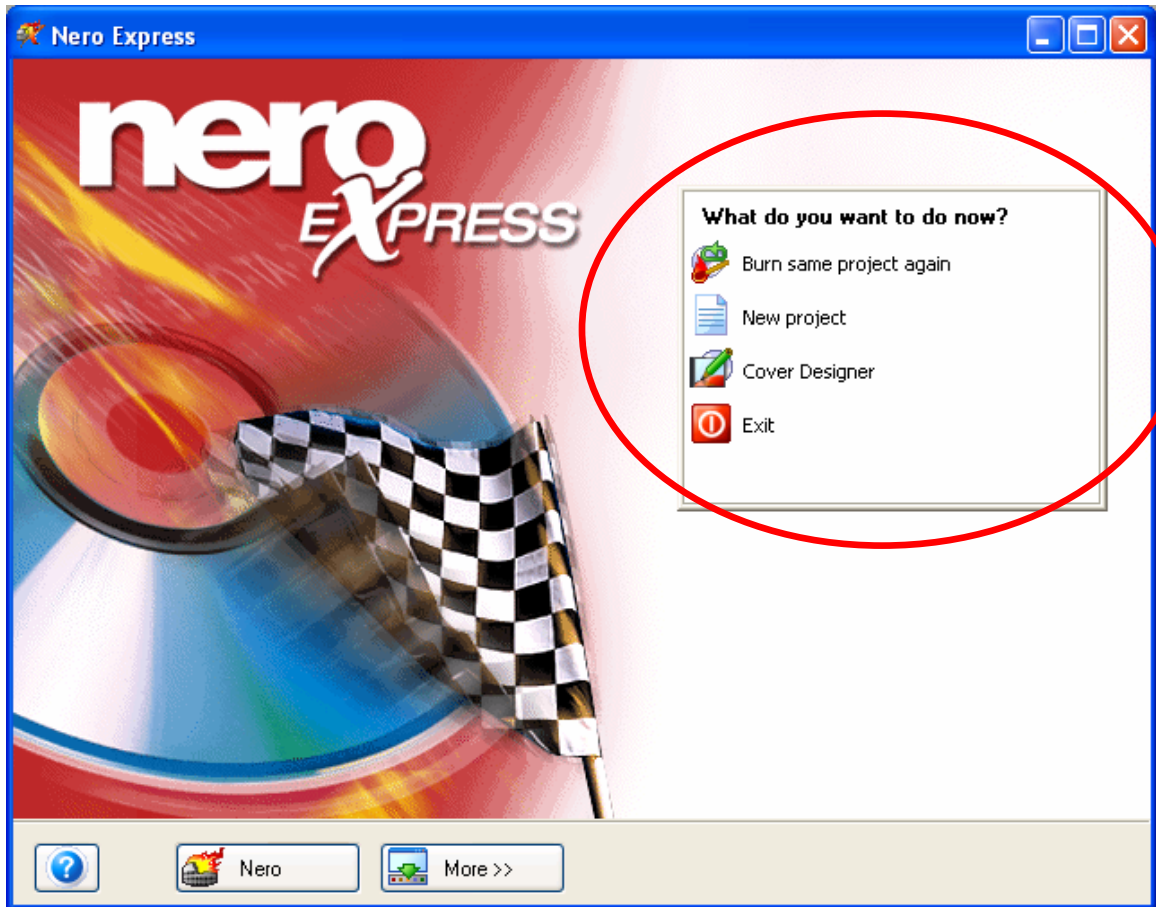 Nero Express
nero
EXPRESS
What do you want to do now?
Burn same project again
New project
Cover Designer
Exit
Nero
More >>